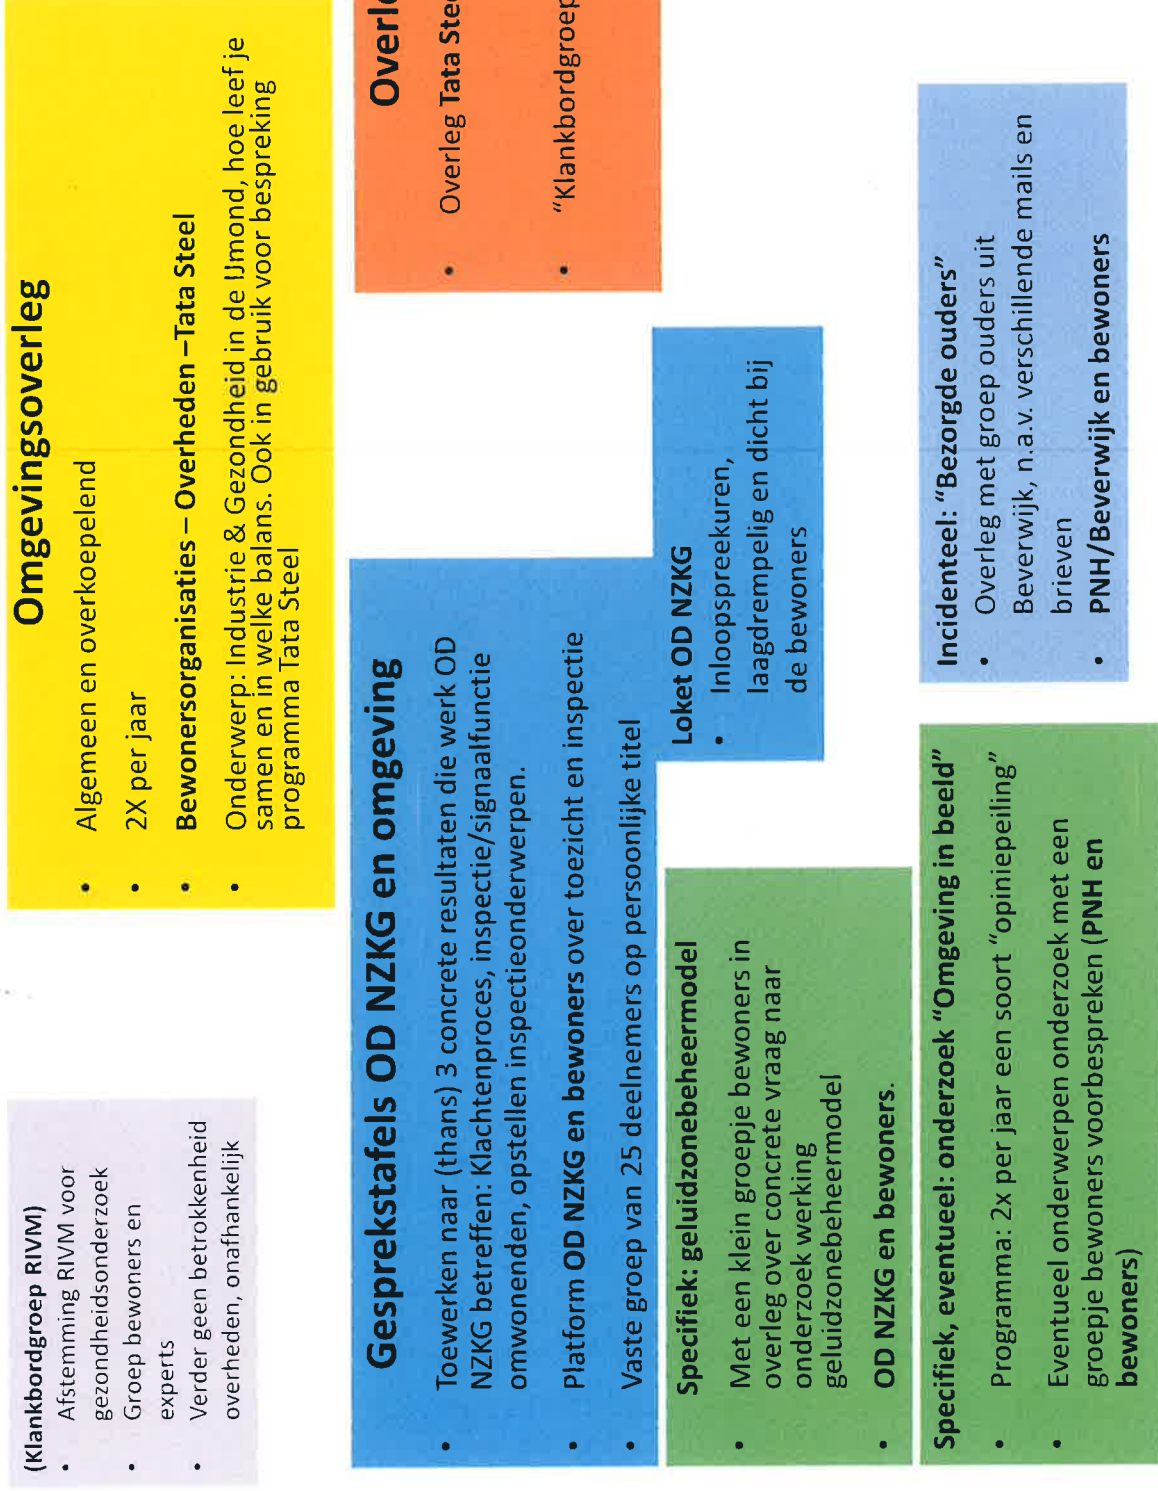 (Klankbordgroep RIVM)
• Afstemming RIVM voor
gezondheidsonderzoek
• Groep bewoners en
experts
• Verder geen betrokkenheid
overheden, onafhankelijk
Omgevingsoverleg
• Algemeen en overkoepelend
• 2X per jaar
• Bewonersorganisaties – Overheden –Tata Steel
• Onderwerp: Industrie & Gezondheid in de IJmond, hoe leef je
samen en in welke balans. Ook in gebruik voor bespreking
programma Tata Steel
Gesprekstafels OD NZKG en omgeving
• Toewerken naar (thans) 3 concrete resultaten die werk OD
NZKG betreffen: Klachtenproces, inspectie/signaalfunctie
omwonenden, opstellen inspectieonderwerpen.
• Platform OD NZKG en bewoners over toezicht en inspectie
• Vaste groep van 25 deelnemers op persoonlijke titel
• Overleg Tata
• “Klankbordgroep
Loket OD NZKG
• Inloopspreekuren,
laagdrempelig en dicht bij
de bewoners
Specifiek: geluidzonebeheermodel
• Met een klein groepje bewoners in
overleg over concrete vraag naar
onderzoek werking
geluidzonebeheermodel
• OD NZKG en bewoners.
Specifiek, eventueel: onderzoek “Omgeving in beeld”
• Programma: 2x per jaar een soort “opiniepeiling”
• Eventueel onderwerpen onderzoek met een
groepje bewoners voorbespreken (PNH en
bewoners)
Incidenteel: “Bezorgde ouders”
• Overleg met groep ouders uit
Beverwijk, n.a.v. verschillende mails en
brieven
• PNH/Beverwijk en bewoners